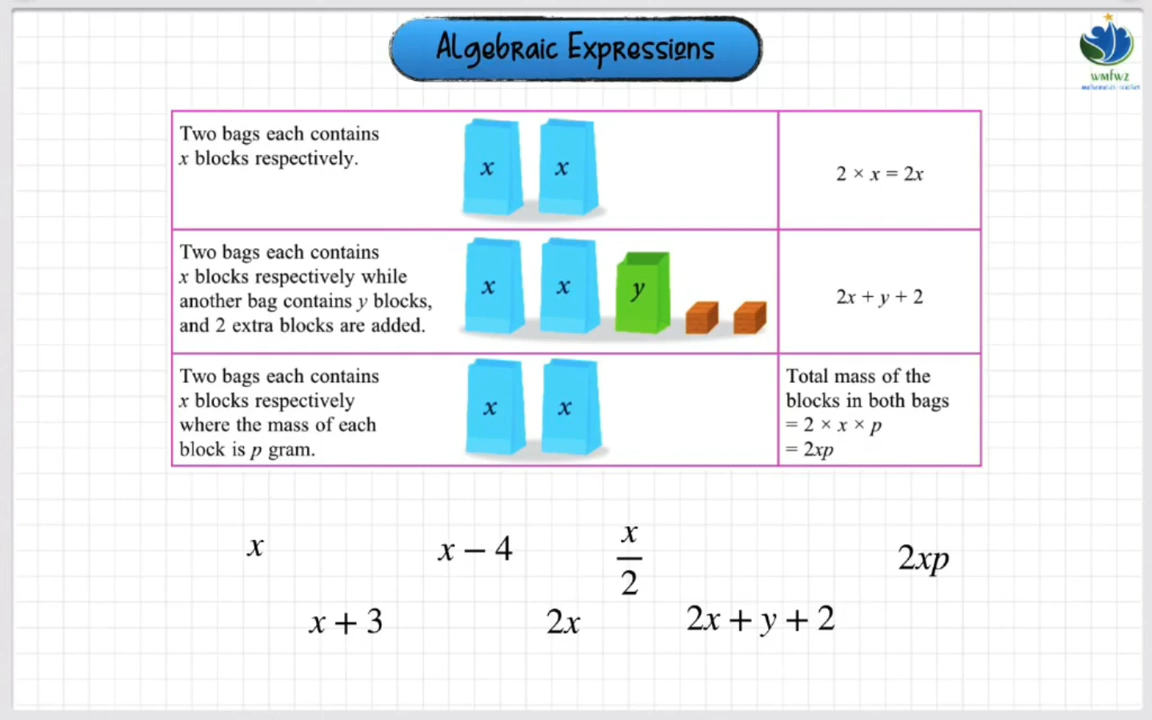 Algebraic Expressions
WMFWZ
Two bags each contains
x blocks respectively.
x x
2 × x = 2x
Two bags each contains
x blocks respectively while
another bag contains y blocks,
and 2 extra blocks are added.
x x y
2x + y + 2
Two bags each contains
x blocks respectively
where the mass of each
block is p gram.
x x
Total mass of the
blocks in both bags
= 2 × x × p
= 2xp
x
x + 3
x − 4
2x
x
2
2x + y + 2
2xp